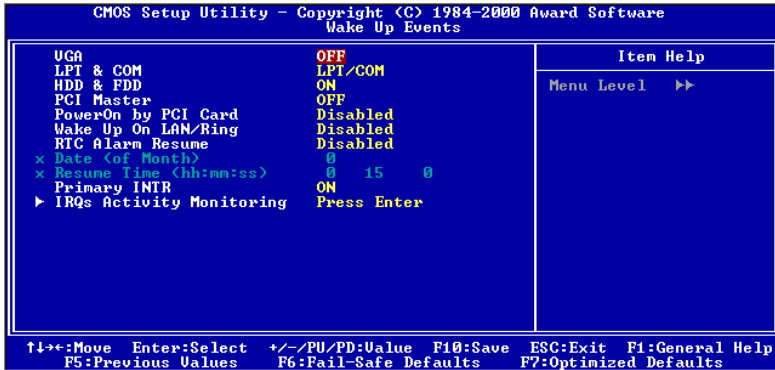 CMOS Setup Utility - Copyright (C) 1984-2000 Award Software
Wake Up Events
VGA OFF
LPT & COM LPT/COM
HDD & FDD ON
PCI Master OFF
PowerOn by PCI Card Disabled
Wake Up On LAN/Ring Disabled
RTC Alarm Resume Disabled
x Date (of Month) 0
x Resume Time (hh:mm:ss) 0 15 0
Primary INTR ON
▶ IRQs Activity Monitoring Press Enter
Item Help
Menu Level ▶▶
↑↓→←:Move Enter:Select +/-/PU/PD:Value F10:Save ESC:Exit F1:General Help
F5:Previous Values F6:Fail-Safe Defaults F7:Optimized Defaults